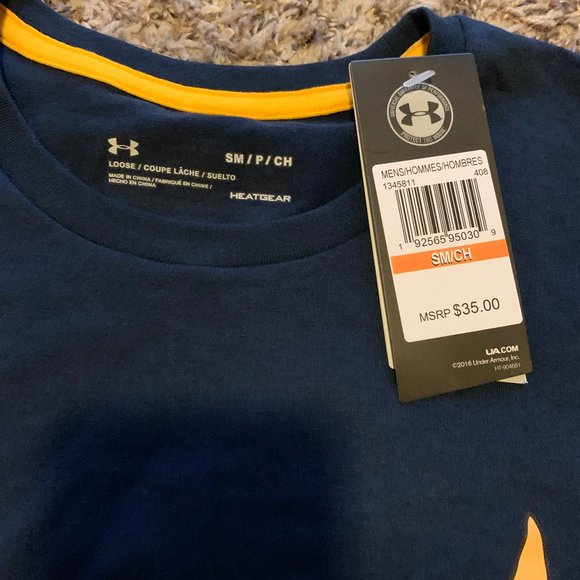 SM / P / CH
LOOSE / COUPE LÂCHE / SUELTO
MADE IN CHINA / FABRIQUÉ EN CHINE /
HECHO EN CHINA
HEATGEAR
PROTECT THIS HOUSE
MENS/HOMMES/HOMBRES
1345811 408
1 92565 95030 9
SM/CH
MSRP $35.00
UA.COM
©2016 Under Armour, Inc.
HT-904681